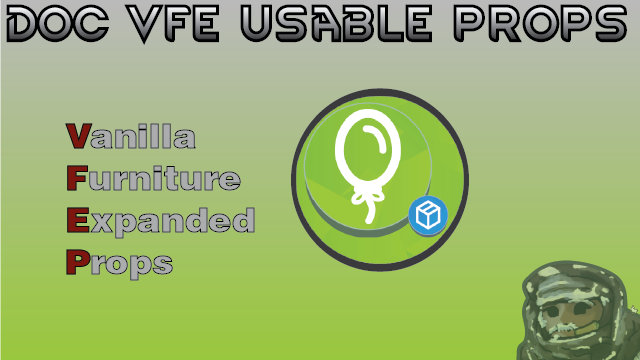 DOC VFE USABLE PROPS
Vanilla
Furniture
Expanded
Props